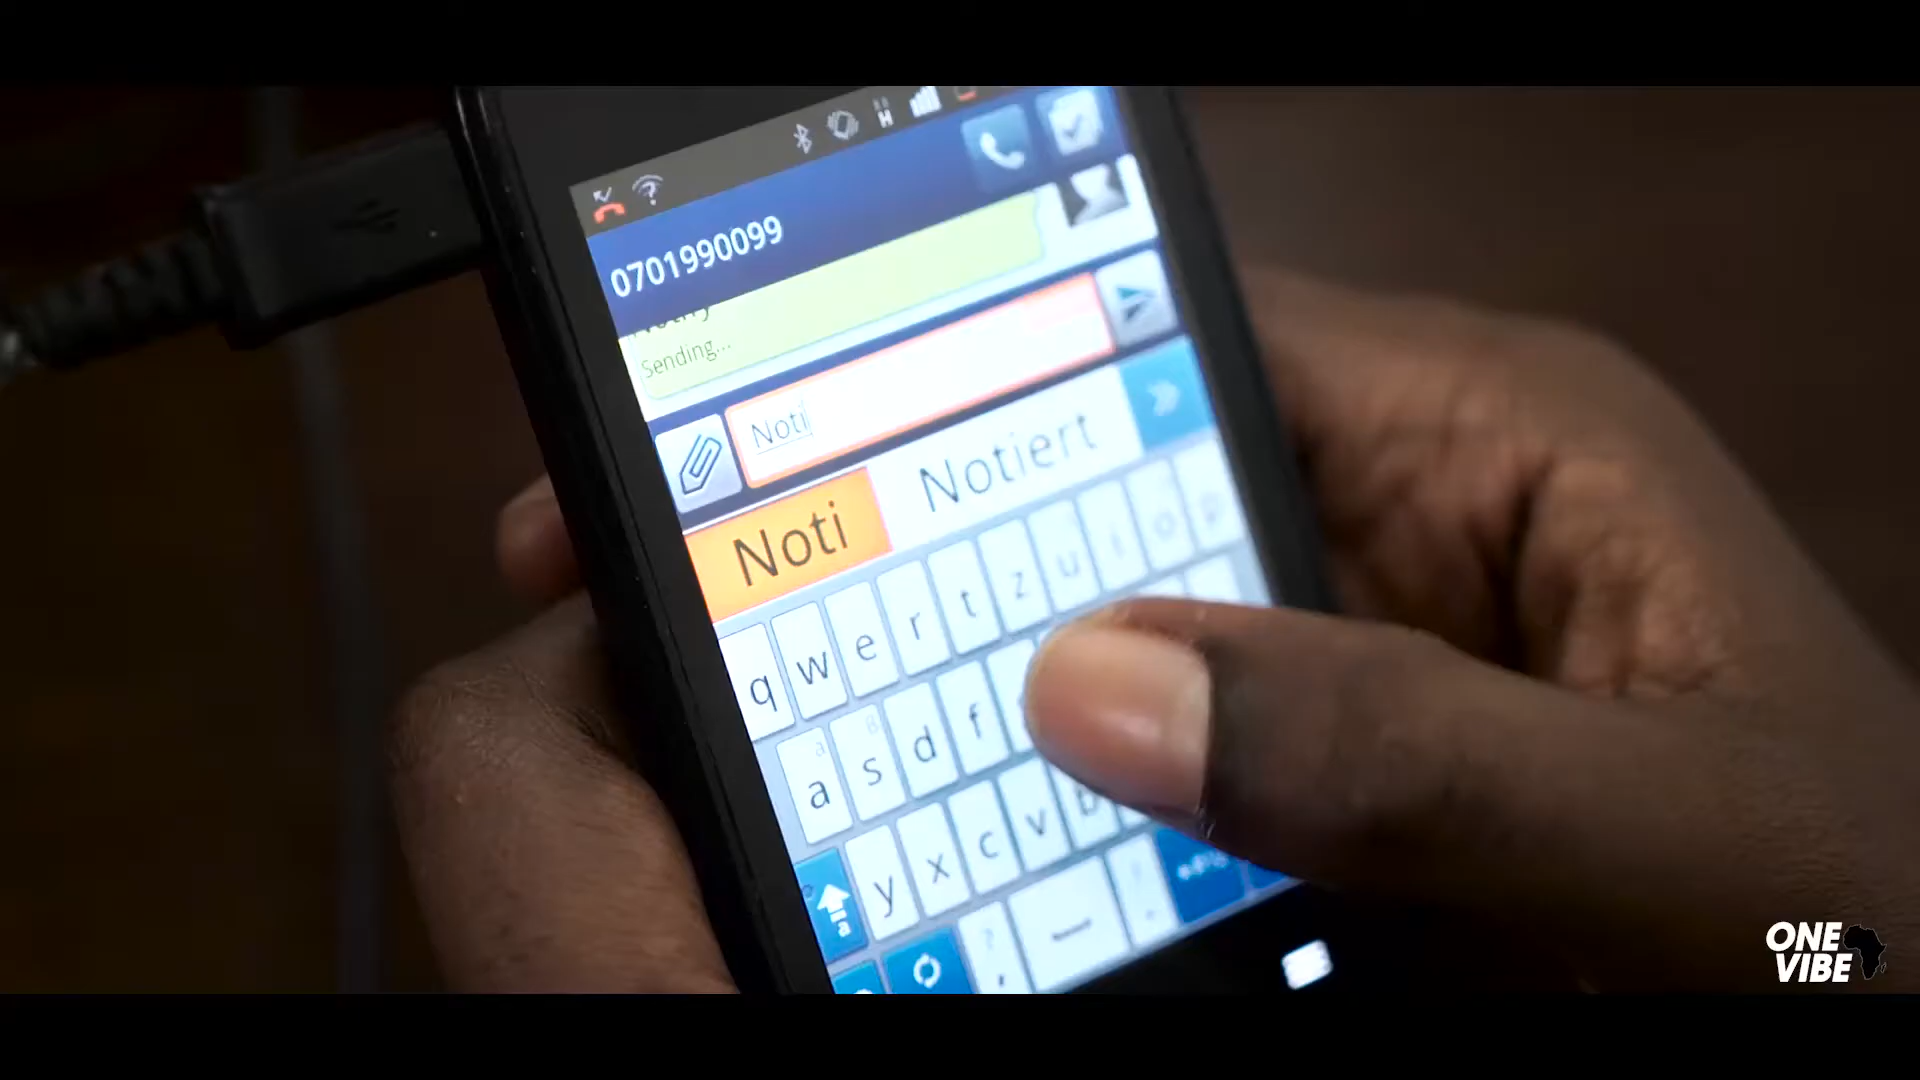 H
0701990099
Sending...
Noti
Noti Notiert
q w e r t z u i o p
a s d f
y x c v b
a
ONE
VIBE